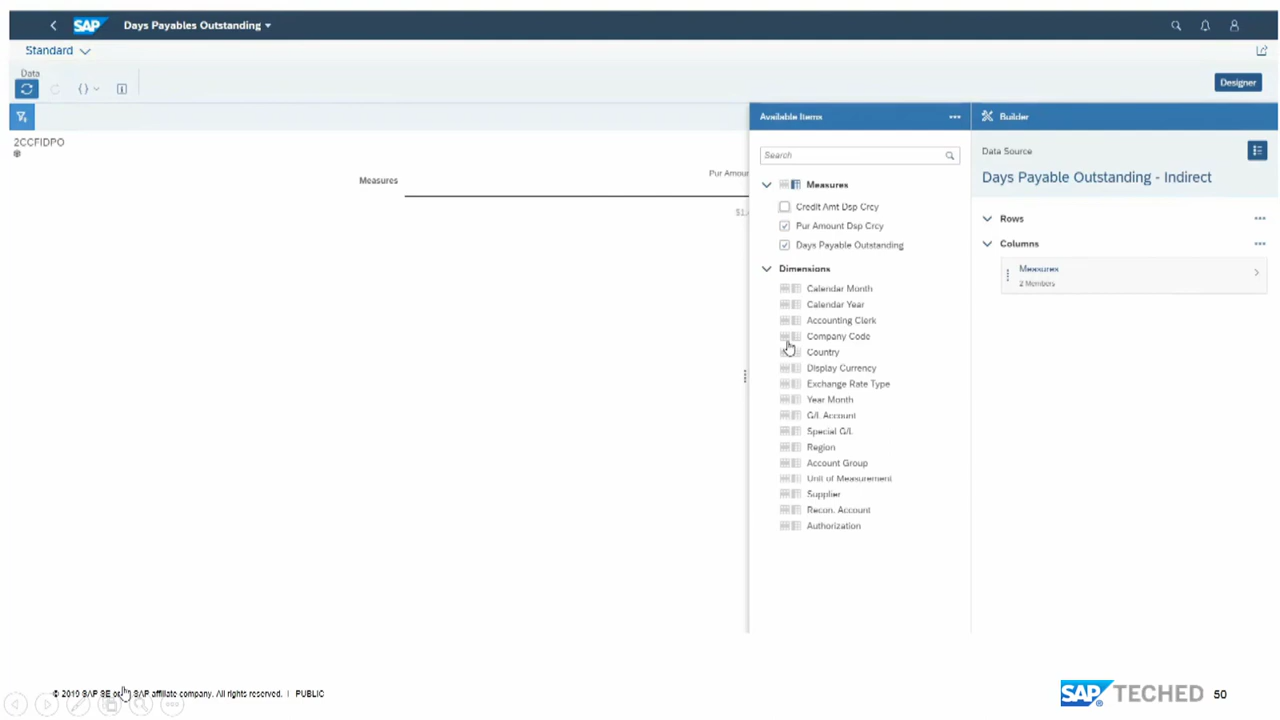 SAP Days Payables Outstanding
Standard
Data
Designer
2CCFIDPO
Measures
Pur Amoun
$1,
Available Items
Search
Measures
Credit Amt Dsp Crcy
Pur Amount Dsp Crcy
Days Payable Outstanding
Dimensions
Calendar Month
Calendar Year
Accounting Clerk
Company Code
Country
Display Currency
Exchange Rate Type
Year Month
G/L Account
Special G/L
Region
Account Group
Unit of Measurement
Supplier
Recon. Account
Authorization
Builder
Data Source
Days Payable Outstanding - Indirect
Rows
Columns
Measures
2 Members
© 2019 SAP SE or SAP affiliate company. All rights reserved. | PUBLIC
SAP TECHED 50